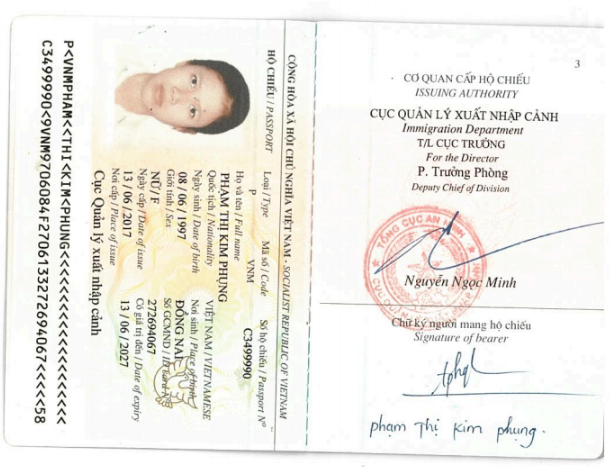 CỘNG HÒA XÃ HỘI CHỦ NGHĨA VIỆT NAM - SOCIALIST REPUBLIC OF VIETNAM
HỘ CHIẾU / PASSPORT
Loại / Type Mã số / Code Số hộ chiếu / Passport Nº
P VNM C3499990
Họ và tên / Full name
PHẠM THỊ KIM PHỤNG
Quốc tịch / Nationality VIỆT NAM / VIETNAMESE
Ngày sinh / Date of birth Nơi sinh / Place of birth
08 / 06 / 1997 ĐỒNG NAI
Giới tính / Sex Số GCMND / ID card Nº
NỮ / F 272694067
Ngày cấp / Date of issue Có giá trị đến / Date of expiry
13 / 06 / 2017 13 / 06 / 2027
Nơi cấp / Place of issue
Cục Quản lý xuất nhập cảnh
P<VNMPHAM<<THI<KIM<PHUNG<<<<<<<<<<<<<<<<<<<<
C3499990<9VNM9706084F2706133272694067<<<<<58
3
CƠ QUAN CẤP HỘ CHIẾU
ISSUING AUTHORITY
CỤC QUẢN LÝ XUẤT NHẬP CẢNH
Immigration Department
T/L CỤC TRƯỞNG
For the Director
P. Trưởng Phòng
Deputy Chief of Division
TỔNG CỤC AN NINH
Nguyễn Ngọc Minh
Chữ ký người mang hộ chiếu
Signature of bearer
phạm Thị kim phụng.